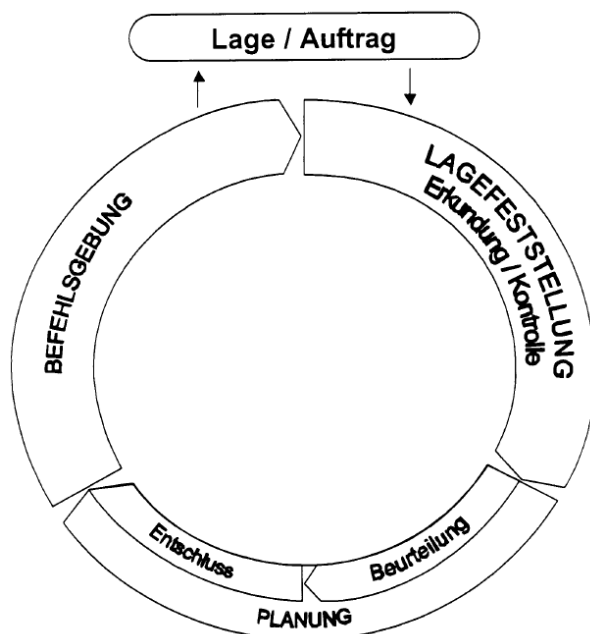 Lage / Auftrag
LAGEFESTSTELLUNG
Erkundung / Kontrolle
BEFEHLSGEBUNG
Entschluss
Beurteilung
PLANUNG